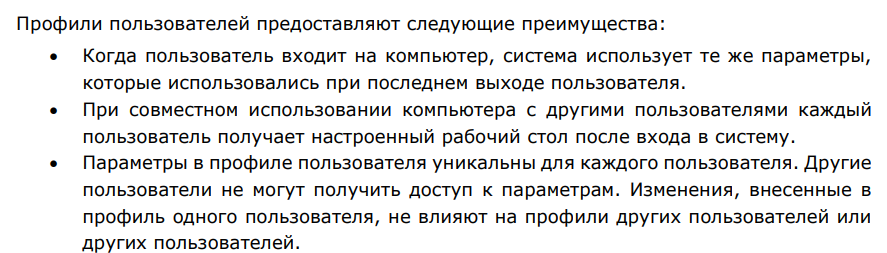 Профили пользователей предоставляют следующие преимущества:
• Когда пользователь входит на компьютер, система использует те же параметры,
которые использовались при последнем выходе пользователя.
• При совместном использовании компьютера с другими пользователями каждый
пользователь получает настроенный рабочий стол после входа в систему.
• Параметры в профиле пользователя уникальны для каждого пользователя. Другие
пользователи не могут получить доступ к параметрам. Изменения, внесенные в
профиль одного пользователя, не влияют на профили других пользователей или
других пользователей.